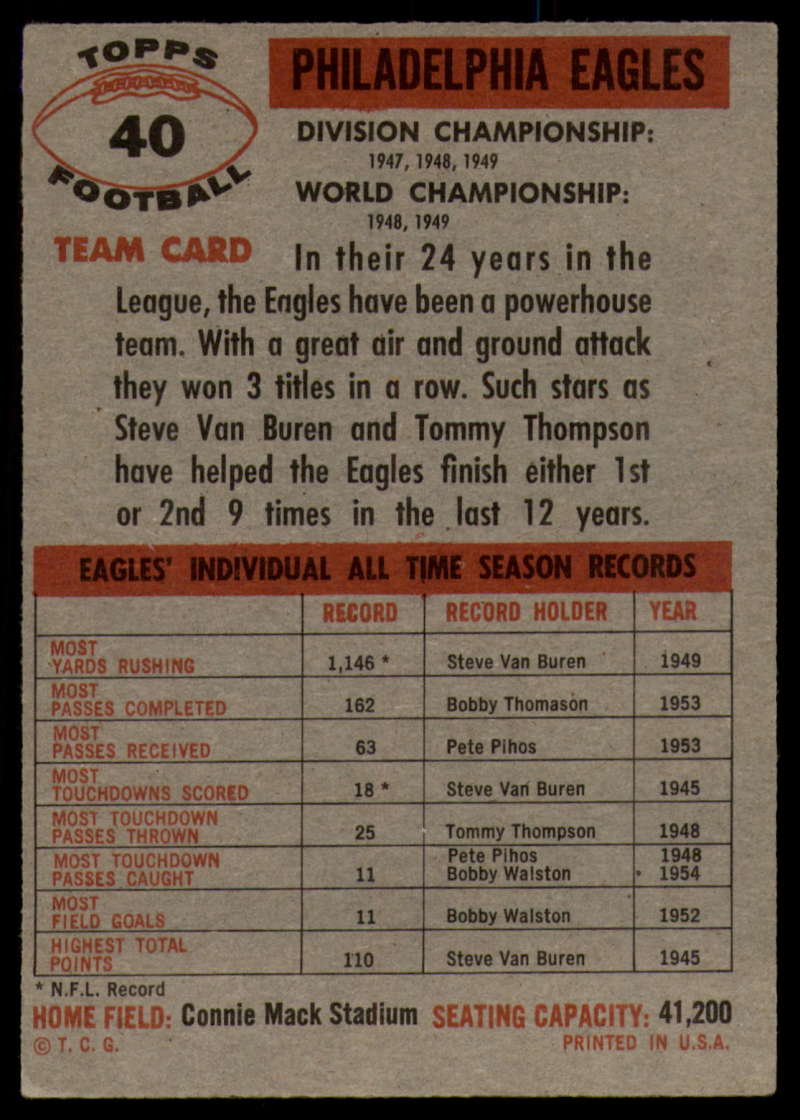 TOPPS
40
FOOTBALL
PHILADELPHIA EAGLES
DIVISION CHAMPIONSHIP:
1947, 1948, 1949
WORLD CHAMPIONSHIP:
1948, 1949
TEAM CARD
In their 24 years in the
League, the Eagles have been a powerhouse
team. With a great air and ground attack
they won 3 titles in a row. Such stars as
Steve Van Buren and Tommy Thompson
have helped the Eagles finish either 1st
or 2nd 9 times in the last 12 years.
EAGLES' INDIVIDUAL ALL TIME SEASON RECORDS
RECORD RECORD HOLDER YEAR
MOST
YARDS RUSHING 1,146 * Steve Van Buren 1949
MOST
PASSES COMPLETED 162 Bobby Thomason 1953
MOST
PASSES RECEIVED 63 Pete Pihos 1953
MOST
TOUCHDOWNS SCORED 18 * Steve Van Buren 1945
MOST TOUCHDOWN
PASSES THROWN 25 Tommy Thompson 1948
MOST TOUCHDOWN Pete Pihos 1948
PASSES CAUGHT 11 Bobby Walston 1954
MOST
FIELD GOALS 11 Bobby Walston 1952
HIGHEST TOTAL
POINTS 110 Steve Van Buren 1945
* N.F.L. Record
HOME FIELD: Connie Mack Stadium SEATING CAPACITY: 41,200
© T. C. G. PRINTED IN U.S.A.